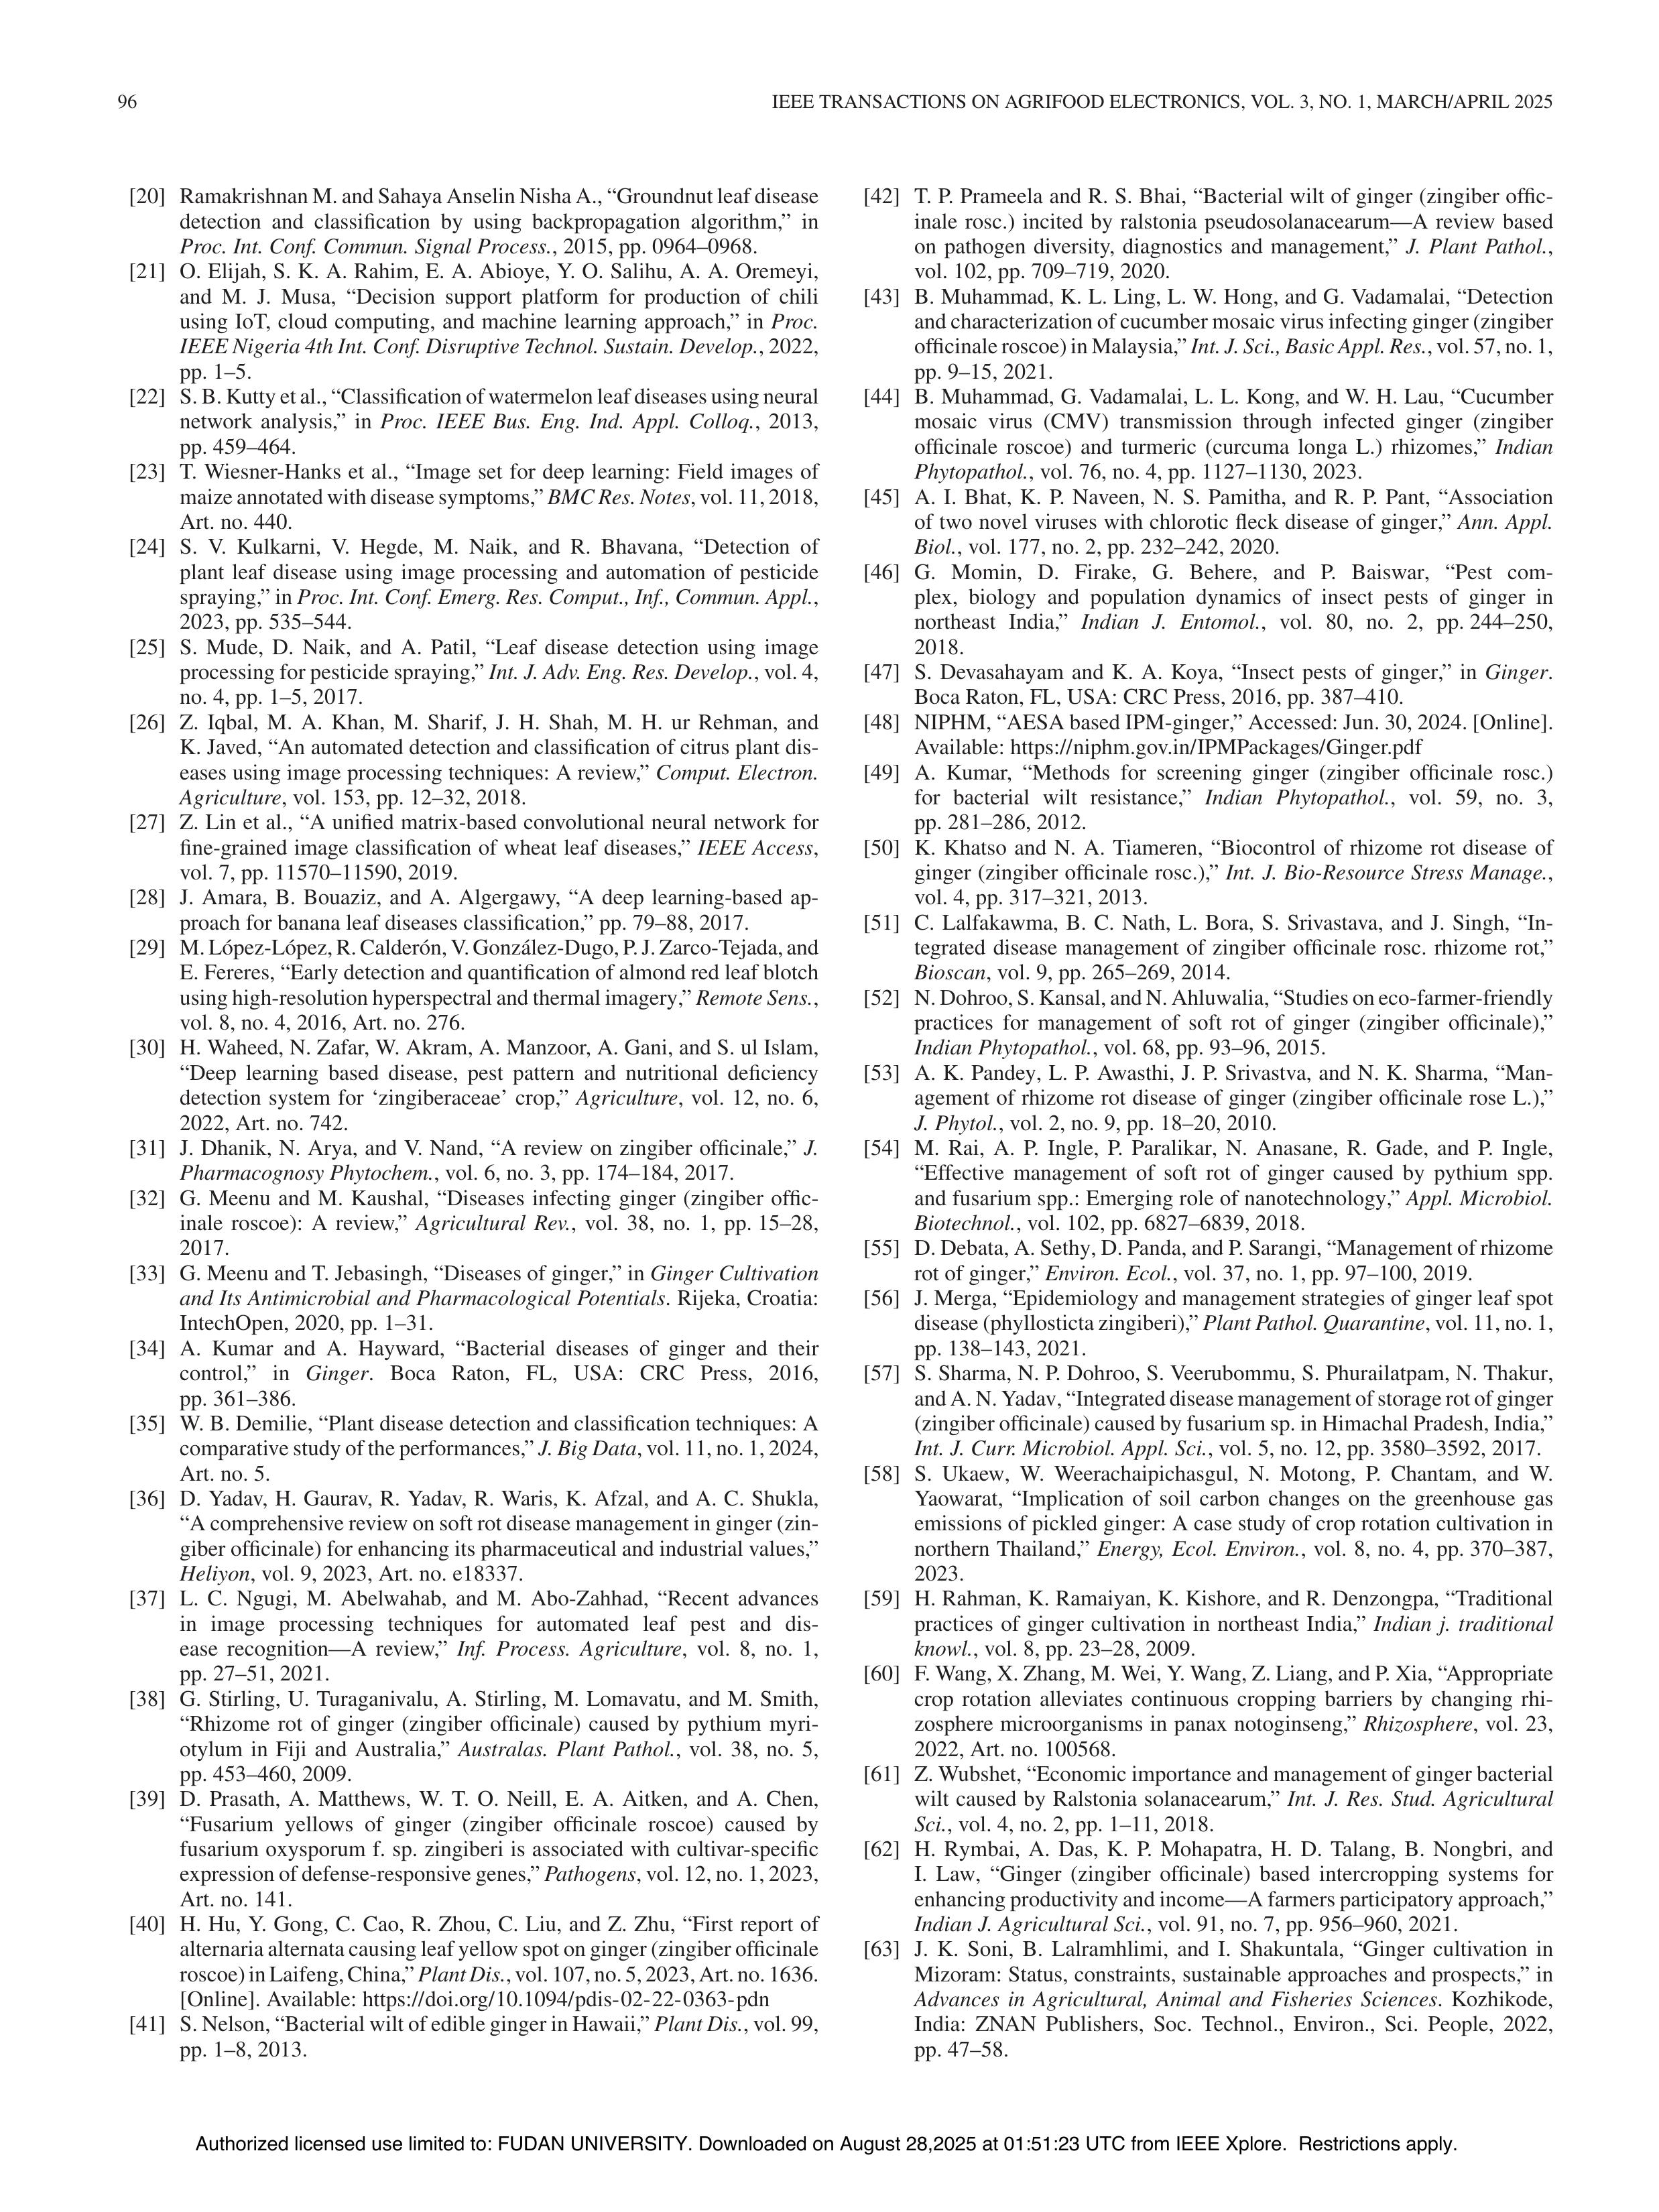 96
IEEE TRANSACTIONS ON AGRIFOOD ELECTRONICS, VOL. 3, NO. 1, MARCH/APRIL 2025
[20] Ramakrishnan M. and Sahaya Anselin Nisha A., “Groundnut leaf disease
detection and classification by using backpropagation algorithm,” in
Proc. Int. Conf. Commun. Signal Process., 2015, pp. 0964–0968.
[21] O. Elijah, S. K. A. Rahim, E. A. Abioye, Y. O. Salihu, A. A. Oremeyi,
and M. J. Musa, “Decision support platform for production of chili
using IoT, cloud computing, and machine learning approach,” in Proc.
IEEE Nigeria 4th Int. Conf. Disruptive Technol. Sustain. Develop., 2022,
pp. 1–5.
[22] S. B. Kutty et al., “Classification of watermelon leaf diseases using neural
network analysis,” in Proc. IEEE Bus. Eng. Ind. Appl. Colloq., 2013,
pp. 459–464.
[23] T. Wiesner-Hanks et al., “Image set for deep learning: Field images of
maize annotated with disease symptoms,” BMC Res. Notes, vol. 11, 2018,
Art. no. 440.
[24] S. V. Kulkarni, V. Hegde, M. Naik, and R. Bhavana, “Detection of
plant leaf disease using image processing and automation of pesticide
spraying,” in Proc. Int. Conf. Emerg. Res. Comput., Inf., Commun. Appl.,
2023, pp. 535–544.
[25] S. Mude, D. Naik, and A. Patil, “Leaf disease detection using image
processing for pesticide spraying,” Int. J. Adv. Eng. Res. Develop., vol. 4,
no. 4, pp. 1–5, 2017.
[26] Z. Iqbal, M. A. Khan, M. Sharif, J. H. Shah, M. H. ur Rehman, and
K. Javed, “An automated detection and classification of citrus plant dis-
eases using image processing techniques: A review,” Comput. Electron.
Agriculture, vol. 153, pp. 12–32, 2018.
[27] Z. Lin et al., “A unified matrix-based convolutional neural network for
fine-grained image classification of wheat leaf diseases,” IEEE Access,
vol. 7, pp. 11570–11590, 2019.
[28] J. Amara, B. Bouaziz, and A. Algergawy, “A deep learning-based ap-
proach for banana leaf diseases classification,” pp. 79–88, 2017.
[29] M. López-López, R. Calderón, V. González-Dugo, P. J. Zarco-Tejada, and
E. Fereres, “Early detection and quantification of almond red leaf blotch
using high-resolution hyperspectral and thermal imagery,” Remote Sens.,
vol. 8, no. 4, 2016, Art. no. 276.
[30] H. Waheed, N. Zafar, W. Akram, A. Manzoor, A. Gani, and S. ul Islam,
“Deep learning based disease, pest pattern and nutritional deficiency
detection system for ‘zingiberaceae’ crop,” Agriculture, vol. 12, no. 6,
2022, Art. no. 742.
[31] J. Dhanik, N. Arya, and V. Nand, “A review on zingiber officinale,” J.
Pharmacognosy Phytochem., vol. 6, no. 3, pp. 174–184, 2017.
[32] G. Meenu and M. Kaushal, “Diseases infecting ginger (zingiber offic-
inale roscoe): A review,” Agricultural Rev., vol. 38, no. 1, pp. 15–28,
2017.
[33] G. Meenu and T. Jebasingh, “Diseases of ginger,” in Ginger Cultivation
and Its Antimicrobial and Pharmacological Potentials. Rijeka, Croatia:
IntechOpen, 2020, pp. 1–31.
[34] A. Kumar and A. Hayward, “Bacterial diseases of ginger and their
control,” in Ginger. Boca Raton, FL, USA: CRC Press, 2016,
pp. 361–386.
[35] W. B. Demilie, “Plant disease detection and classification techniques: A
comparative study of the performances,” J. Big Data, vol. 11, no. 1, 2024,
Art. no. 5.
[36] D. Yadav, H. Gaurav, R. Yadav, R. Waris, K. Afzal, and A. C. Shukla,
“A comprehensive review on soft rot disease management in ginger (zin-
giber officinale) for enhancing its pharmaceutical and industrial values,”
Heliyon, vol. 9, 2023, Art. no. e18337.
[37] L. C. Ngugi, M. Abelwahab, and M. Abo-Zahhad, “Recent advances
in image processing techniques for automated leaf pest and dis-
ease recognition—A review,” Inf. Process. Agriculture, vol. 8, no. 1,
pp. 27–51, 2021.
[38] G. Stirling, U. Turaganivalu, A. Stirling, M. Lomavatu, and M. Smith,
“Rhizome rot of ginger (zingiber officinale) caused by pythium myri-
otylum in Fiji and Australia,” Australas. Plant Pathol., vol. 38, no. 5,
pp. 453–460, 2009.
[39] D. Prasath, A. Matthews, W. T. O. Neill, E. A. Aitken, and A. Chen,
“Fusarium yellows of ginger (zingiber officinale roscoe) caused by
fusarium oxysporum f. sp. zingiberi is associated with cultivar-specific
expression of defense-responsive genes,” Pathogens, vol. 12, no. 1, 2023,
Art. no. 141.
[40] H. Hu, Y. Gong, C. Cao, R. Zhou, C. Liu, and Z. Zhu, “First report of
alternaria alternata causing leaf yellow spot on ginger (zingiber officinale
roscoe) in Laifeng, China,” Plant Dis., vol. 107, no. 5, 2023, Art. no. 1636.
[Online]. Available: https://doi.org/10.1094/pdis-02-22-0363-pdn
[41] S. Nelson, “Bacterial wilt of edible ginger in Hawaii,” Plant Dis., vol. 99,
pp. 1–8, 2013.
[42] T. P. Prameela and R. S. Bhai, “Bacterial wilt of ginger (zingiber offic-
inale rosc.) incited by ralstonia pseudosolanacearum—A review based
on pathogen diversity, diagnostics and management,” J. Plant Pathol.,
vol. 102, pp. 709–719, 2020.
[43] B. Muhammad, K. L. Ling, L. W. Hong, and G. Vadamalai, “Detection
and characterization of cucumber mosaic virus infecting ginger (zingiber
officinale roscoe) in Malaysia,” Int. J. Sci., Basic Appl. Res., vol. 57, no. 1,
pp. 9–15, 2021.
[44] B. Muhammad, G. Vadamalai, L. L. Kong, and W. H. Lau, “Cucumber
mosaic virus (CMV) transmission through infected ginger (zingiber
officinale roscoe) and turmeric (curcuma longa L.) rhizomes,” Indian
Phytopathol., vol. 76, no. 4, pp. 1127–1130, 2023.
[45] A. I. Bhat, K. P. Naveen, N. S. Pamitha, and R. P. Pant, “Association
of two novel viruses with chlorotic fleck disease of ginger,” Ann. Appl.
Biol., vol. 177, no. 2, pp. 232–242, 2020.
[46] G. Momin, D. Firake, G. Behere, and P. Baiswar, “Pest com-
plex, biology and population dynamics of insect pests of ginger in
northeast India,” Indian J. Entomol., vol. 80, no. 2, pp. 244–250,
2018.
[47] S. Devasahayam and K. A. Koya, “Insect pests of ginger,” in Ginger.
Boca Raton, FL, USA: CRC Press, 2016, pp. 387–410.
[48] NIPHM, “AESA based IPM-ginger,” Accessed: Jun. 30, 2024. [Online].
Available: https://niphm.gov.in/IPMPackages/Ginger.pdf
[49] A. Kumar, “Methods for screening ginger (zingiber officinale rosc.)
for bacterial wilt resistance,” Indian Phytopathol., vol. 59, no. 3,
pp. 281–286, 2012.
[50] K. Khatso and N. A. Tiameren, “Biocontrol of rhizome rot disease of
ginger (zingiber officinale rosc.),” Int. J. Bio-Resource Stress Manage.,
vol. 4, pp. 317–321, 2013.
[51] C. Lalfakawma, B. C. Nath, L. Bora, S. Srivastava, and J. Singh, “In-
tegrated disease management of zingiber officinale rosc. rhizome rot,”
Bioscan, vol. 9, pp. 265–269, 2014.
[52] N. Dohroo, S. Kansal, and N. Ahluwalia, “Studies on eco-farmer-friendly
practices for management of soft rot of ginger (zingiber officinale),”
Indian Phytopathol., vol. 68, pp. 93–96, 2015.
[53] A. K. Pandey, L. P. Awasthi, J. P. Srivastva, and N. K. Sharma, “Man-
agement of rhizome rot disease of ginger (zingiber officinale rose L.),”
J. Phytol., vol. 2, no. 9, pp. 18–20, 2010.
[54] M. Rai, A. P. Ingle, P. Paralikar, N. Anasane, R. Gade, and P. Ingle,
“Effective management of soft rot of ginger caused by pythium spp.
and fusarium spp.: Emerging role of nanotechnology,” Appl. Microbiol.
Biotechnol., vol. 102, pp. 6827–6839, 2018.
[55] D. Debata, A. Sethy, D. Panda, and P. Sarangi, “Management of rhizome
rot of ginger,” Environ. Ecol., vol. 37, no. 1, pp. 97–100, 2019.
[56] J. Merga, “Epidemiology and management strategies of ginger leaf spot
disease (phyllosticta zingiberi),” Plant Pathol. Quarantine, vol. 11, no. 1,
pp. 138–143, 2021.
[57] S. Sharma, N. P. Dohroo, S. Veerubommu, S. Phurailatpam, N. Thakur,
and A. N. Yadav, “Integrated disease management of storage rot of ginger
(zingiber officinale) caused by fusarium sp. in Himachal Pradesh, India,”
Int. J. Curr. Microbiol. Appl. Sci., vol. 5, no. 12, pp. 3580–3592, 2017.
[58] S. Ukaew, W. Weerachaipichasgul, N. Motong, P. Chantam, and W.
Yaowarat, “Implication of soil carbon changes on the greenhouse gas
emissions of pickled ginger: A case study of crop rotation cultivation in
northern Thailand,” Energy, Ecol. Environ., vol. 8, no. 4, pp. 370–387,
2023.
[59] H. Rahman, K. Ramaiyan, K. Kishore, and R. Denzongpa, “Traditional
practices of ginger cultivation in northeast India,” Indian j. traditional
knowl., vol. 8, pp. 23–28, 2009.
[60] F. Wang, X. Zhang, M. Wei, Y. Wang, Z. Liang, and P. Xia, “Appropriate
crop rotation alleviates continuous cropping barriers by changing rhi-
zosphere microorganisms in panax notoginseng,” Rhizosphere, vol. 23,
2022, Art. no. 100568.
[61] Z. Wubshet, “Economic importance and management of ginger bacterial
wilt caused by Ralstonia solanacearum,” Int. J. Res. Stud. Agricultural
Sci., vol. 4, no. 2, pp. 1–11, 2018.
[62] H. Rymbai, A. Das, K. P. Mohapatra, H. D. Talang, B. Nongbri, and
I. Law, “Ginger (zingiber officinale) based intercropping systems for
enhancing productivity and income—A farmers participatory approach,”
Indian J. Agricultural Sci., vol. 91, no. 7, pp. 956–960, 2021.
[63] J. K. Soni, B. Lalramhlimi, and I. Shakuntala, “Ginger cultivation in
Mizoram: Status, constraints, sustainable approaches and prospects,” in
Advances in Agricultural, Animal and Fisheries Sciences. Kozhikode,
India: ZNAN Publishers, Soc. Technol., Environ., Sci. People, 2022,
pp. 47–58.
Authorized licensed use limited to: FUDAN UNIVERSITY. Downloaded on August 28,2025 at 01:51:23 UTC from IEEE Xplore. Restrictions apply.